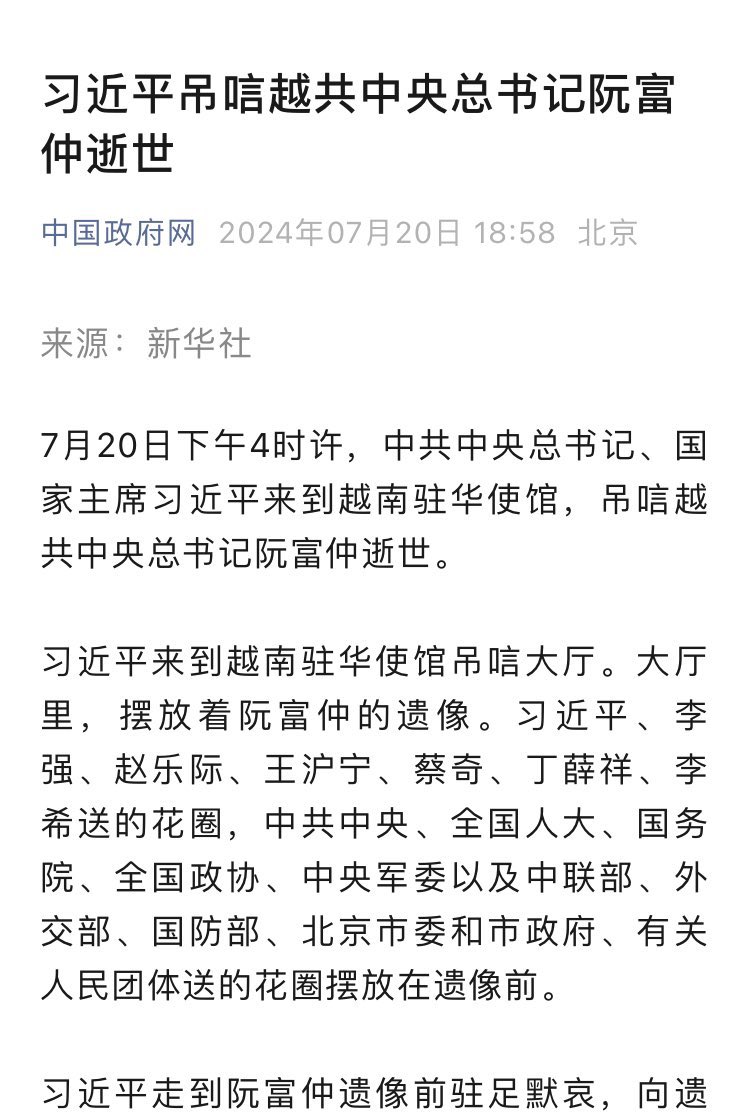 习近平吊唁越共中央总书记阮富
仲逝世
中国政府网 2024年07月20日 18:58 北京
来源：新华社
7月20日下午4时许，中共中央总书记、国
家主席习近平来到越南驻华使馆，吊唁越
共中央总书记阮富仲逝世。
习近平来到越南驻华使馆吊唁大厅。大厅
里，摆放着阮富仲的遗像。习近平、李
强、赵乐际、王沪宁、蔡奇、丁薛祥、李
希送的花圈，中共中央、全国人大、国务
院、全国政协、中央军委以及中联部、外
交部、国防部、北京市委和市政府、有关
人民团体送的花圈摆放在遗像前。
习近平走到阮富仲遗像前驻足默哀，向遗